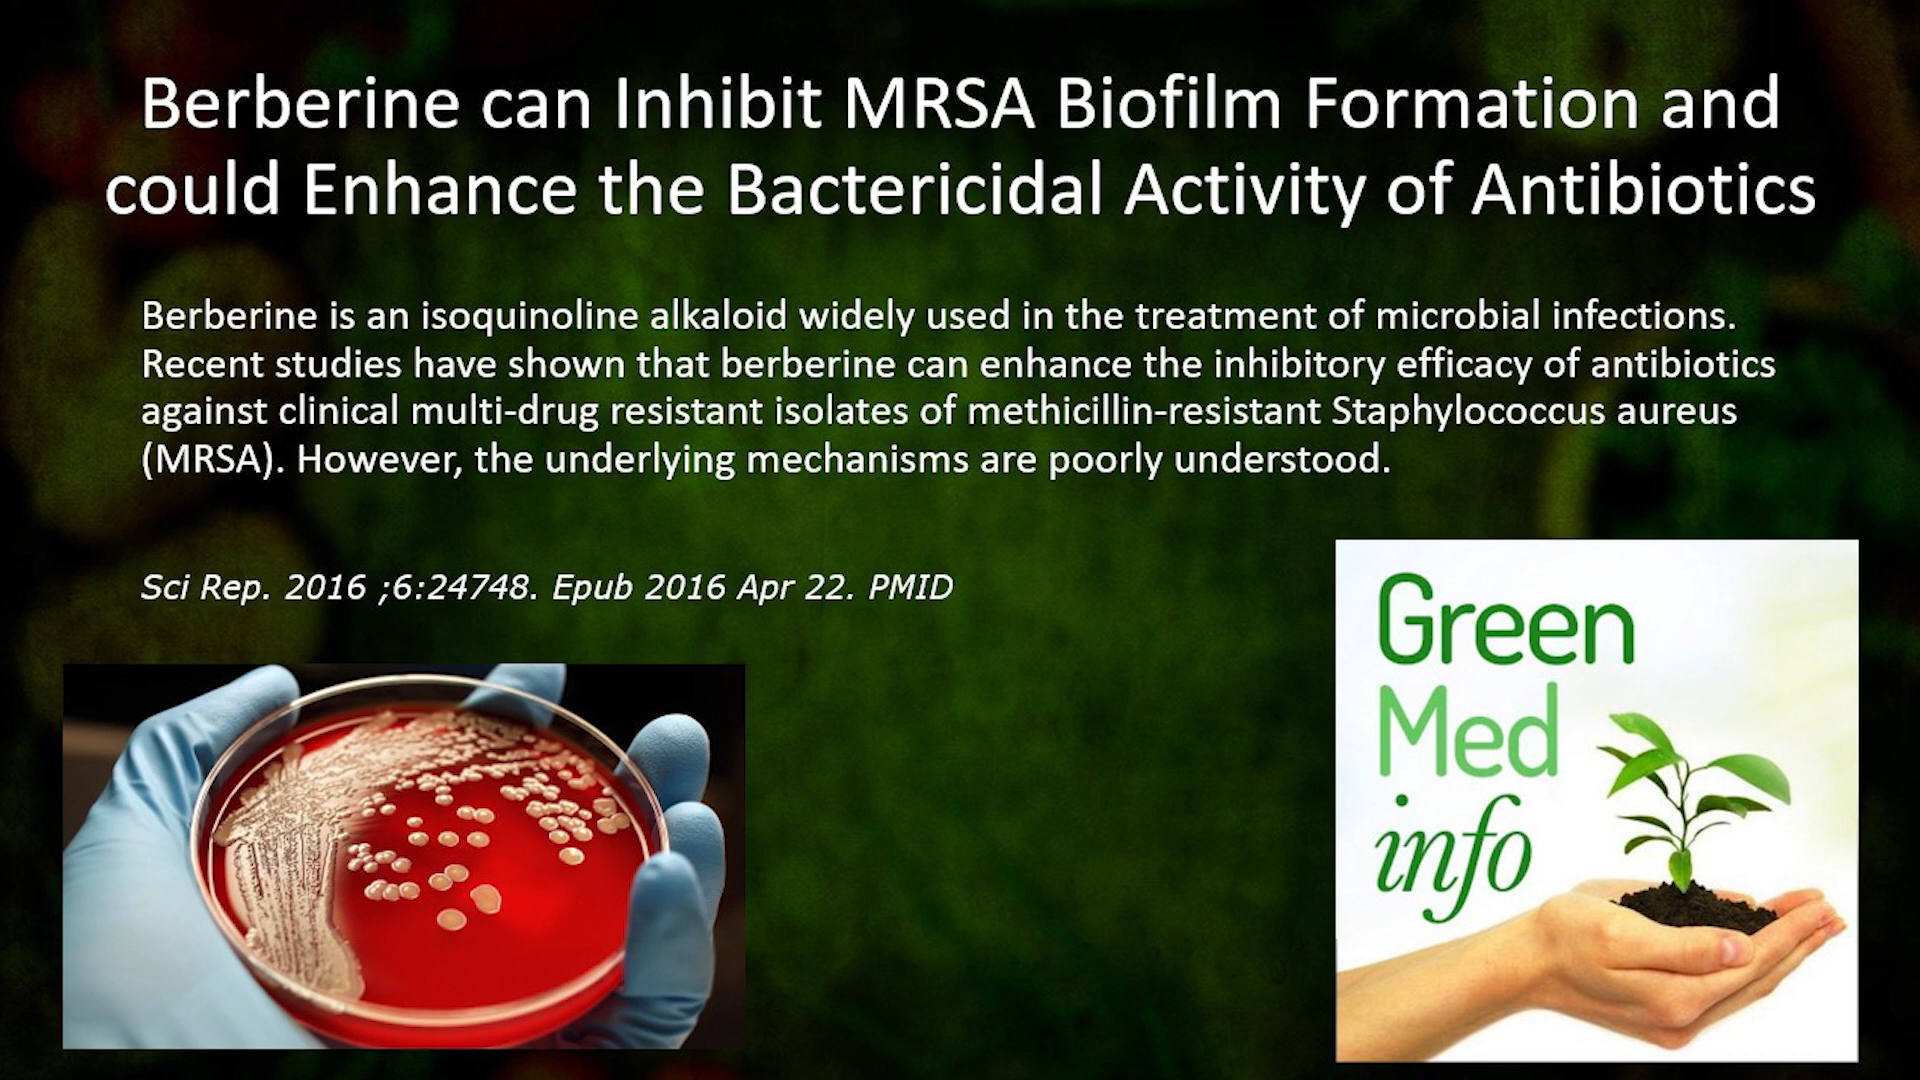 Berberine can Inhibit MRSA Biofilm Formation and
could Enhance the Bactericidal Activity of Antibiotics
Berberine is an isoquinoline alkaloid widely used in the treatment of microbial infections.
Recent studies have shown that berberine can enhance the inhibitory efficacy of antibiotics
against clinical multi-drug resistant isolates of methicillin-resistant Staphylococcus aureus
(MRSA). However, the underlying mechanisms are poorly understood.
Sci Rep. 2016 ;6:24748. Epub 2016 Apr 22. PMID
Green
Med
info